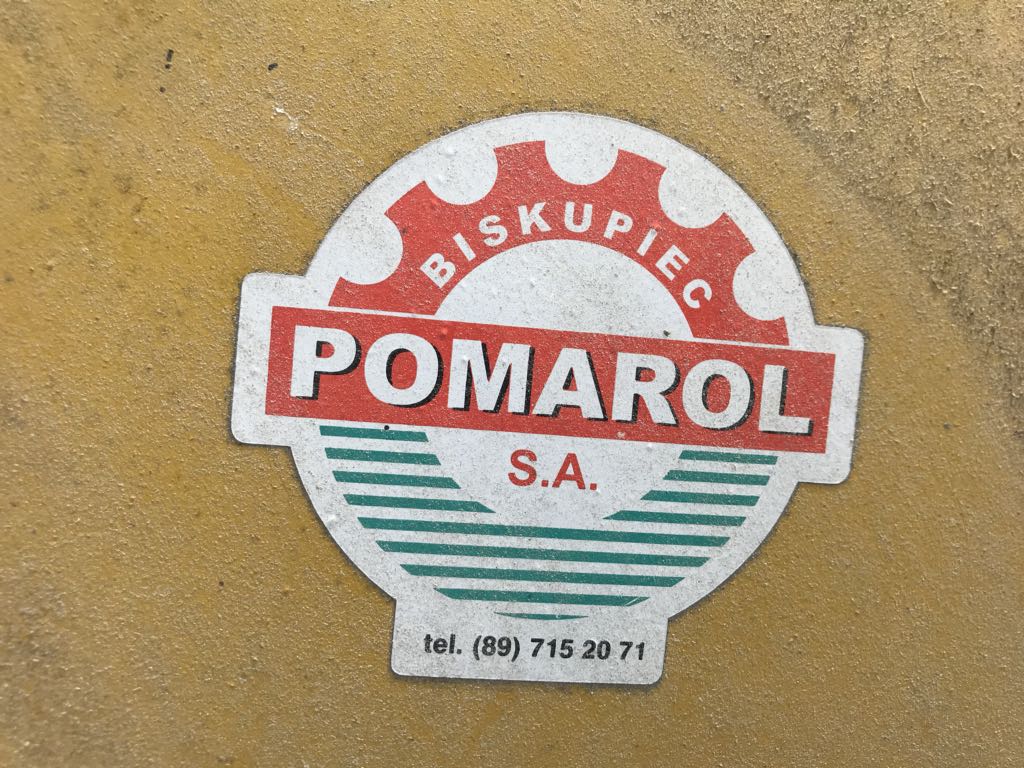 BISKUPIEC
POMAROL
S.A.
tel. (89) 715 20 71